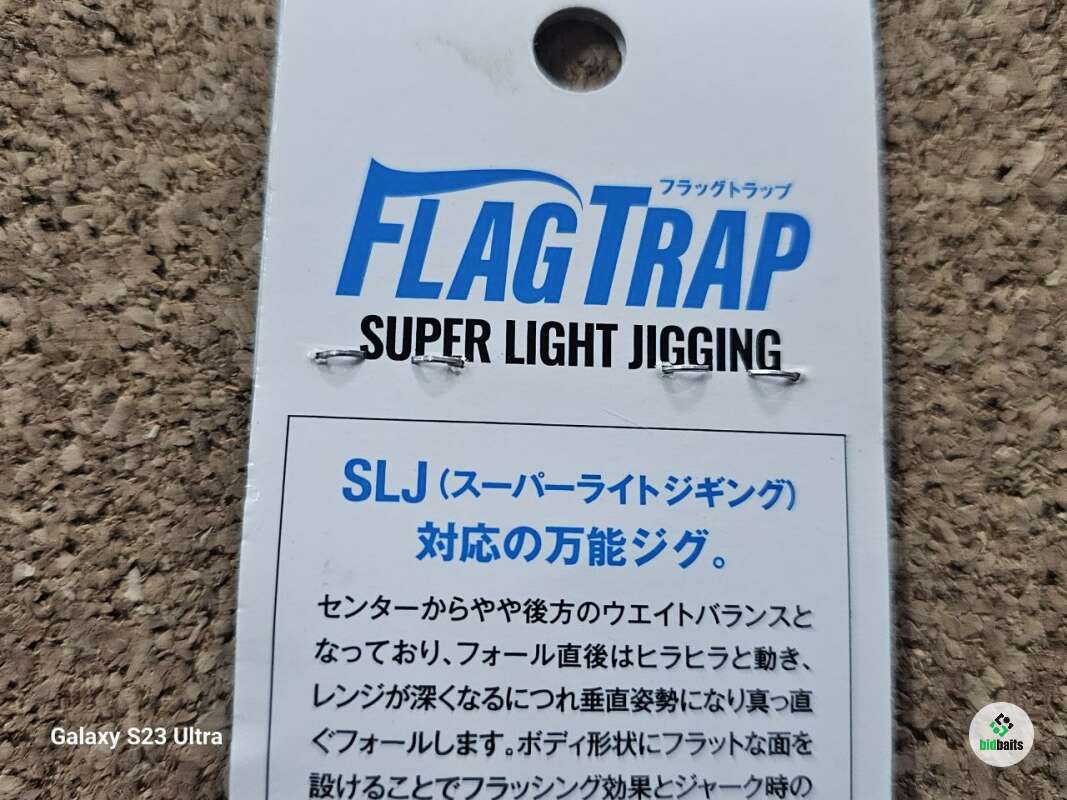 フラッグトラップ
FLAGTRAP
SUPER LIGHT JIGGING
SLJ(スーパーライトジギング)
対応の万能ジグ。
センターからやや後方のウエイトバランスと
なっており、フォール直後はヒラヒラと動き、
レンジが深くなるにつれ垂直姿勢になり真っ直
ぐフォールします。ボディ形状にフラットな面を
設けることでフラッシング効果とジャーク時の
Galaxy S23 Ultra
bidbaits